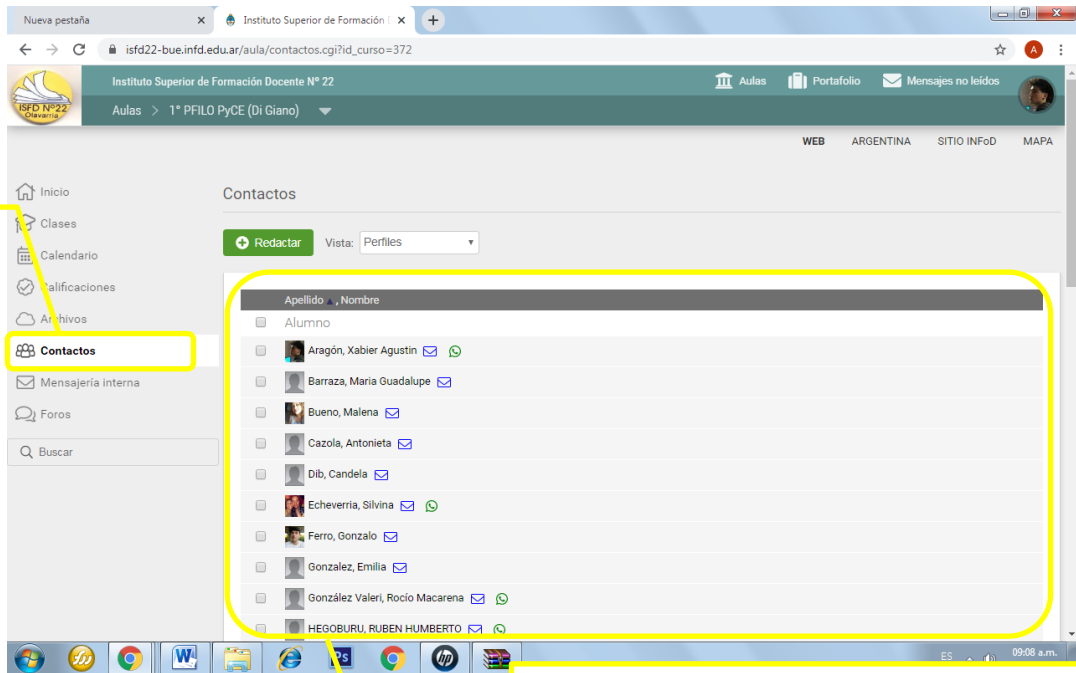 Nueva pestaña
Instituto Superior de Formación
isfd22-bue.infd.edu.ar/aula/contactos.cgi?id_curso=372
A
ISFD Nº22
Olavarría
Instituto Superior de Formación Docente Nº 22
Aulas
Portafolio
Mensajes no leídos
Aulas > 1° PFILO PyCE (Di Giano)
WEB ARGENTINA SITIO INFoD MAPA
Inicio
Clases
Calendario
Calificaciones
Archivos
Contactos
Mensajería interna
Foros
Buscar
Contactos
Redactar
Vista: Perfiles
Apellido , Nombre
Alumno
Aragón, Xabier Agustin
Barraza, Maria Guadalupe
Bueno, Malena
Cazola, Antonieta
Dib, Candela
Echeverria, Silvina
Ferro, Gonzalo
Gonzalez, Emilia
González Valeri, Rocío Macarena
HEGOBURU, RUBEN HUMBERTO
W
Ps
hp
ES
09:08 a.m.